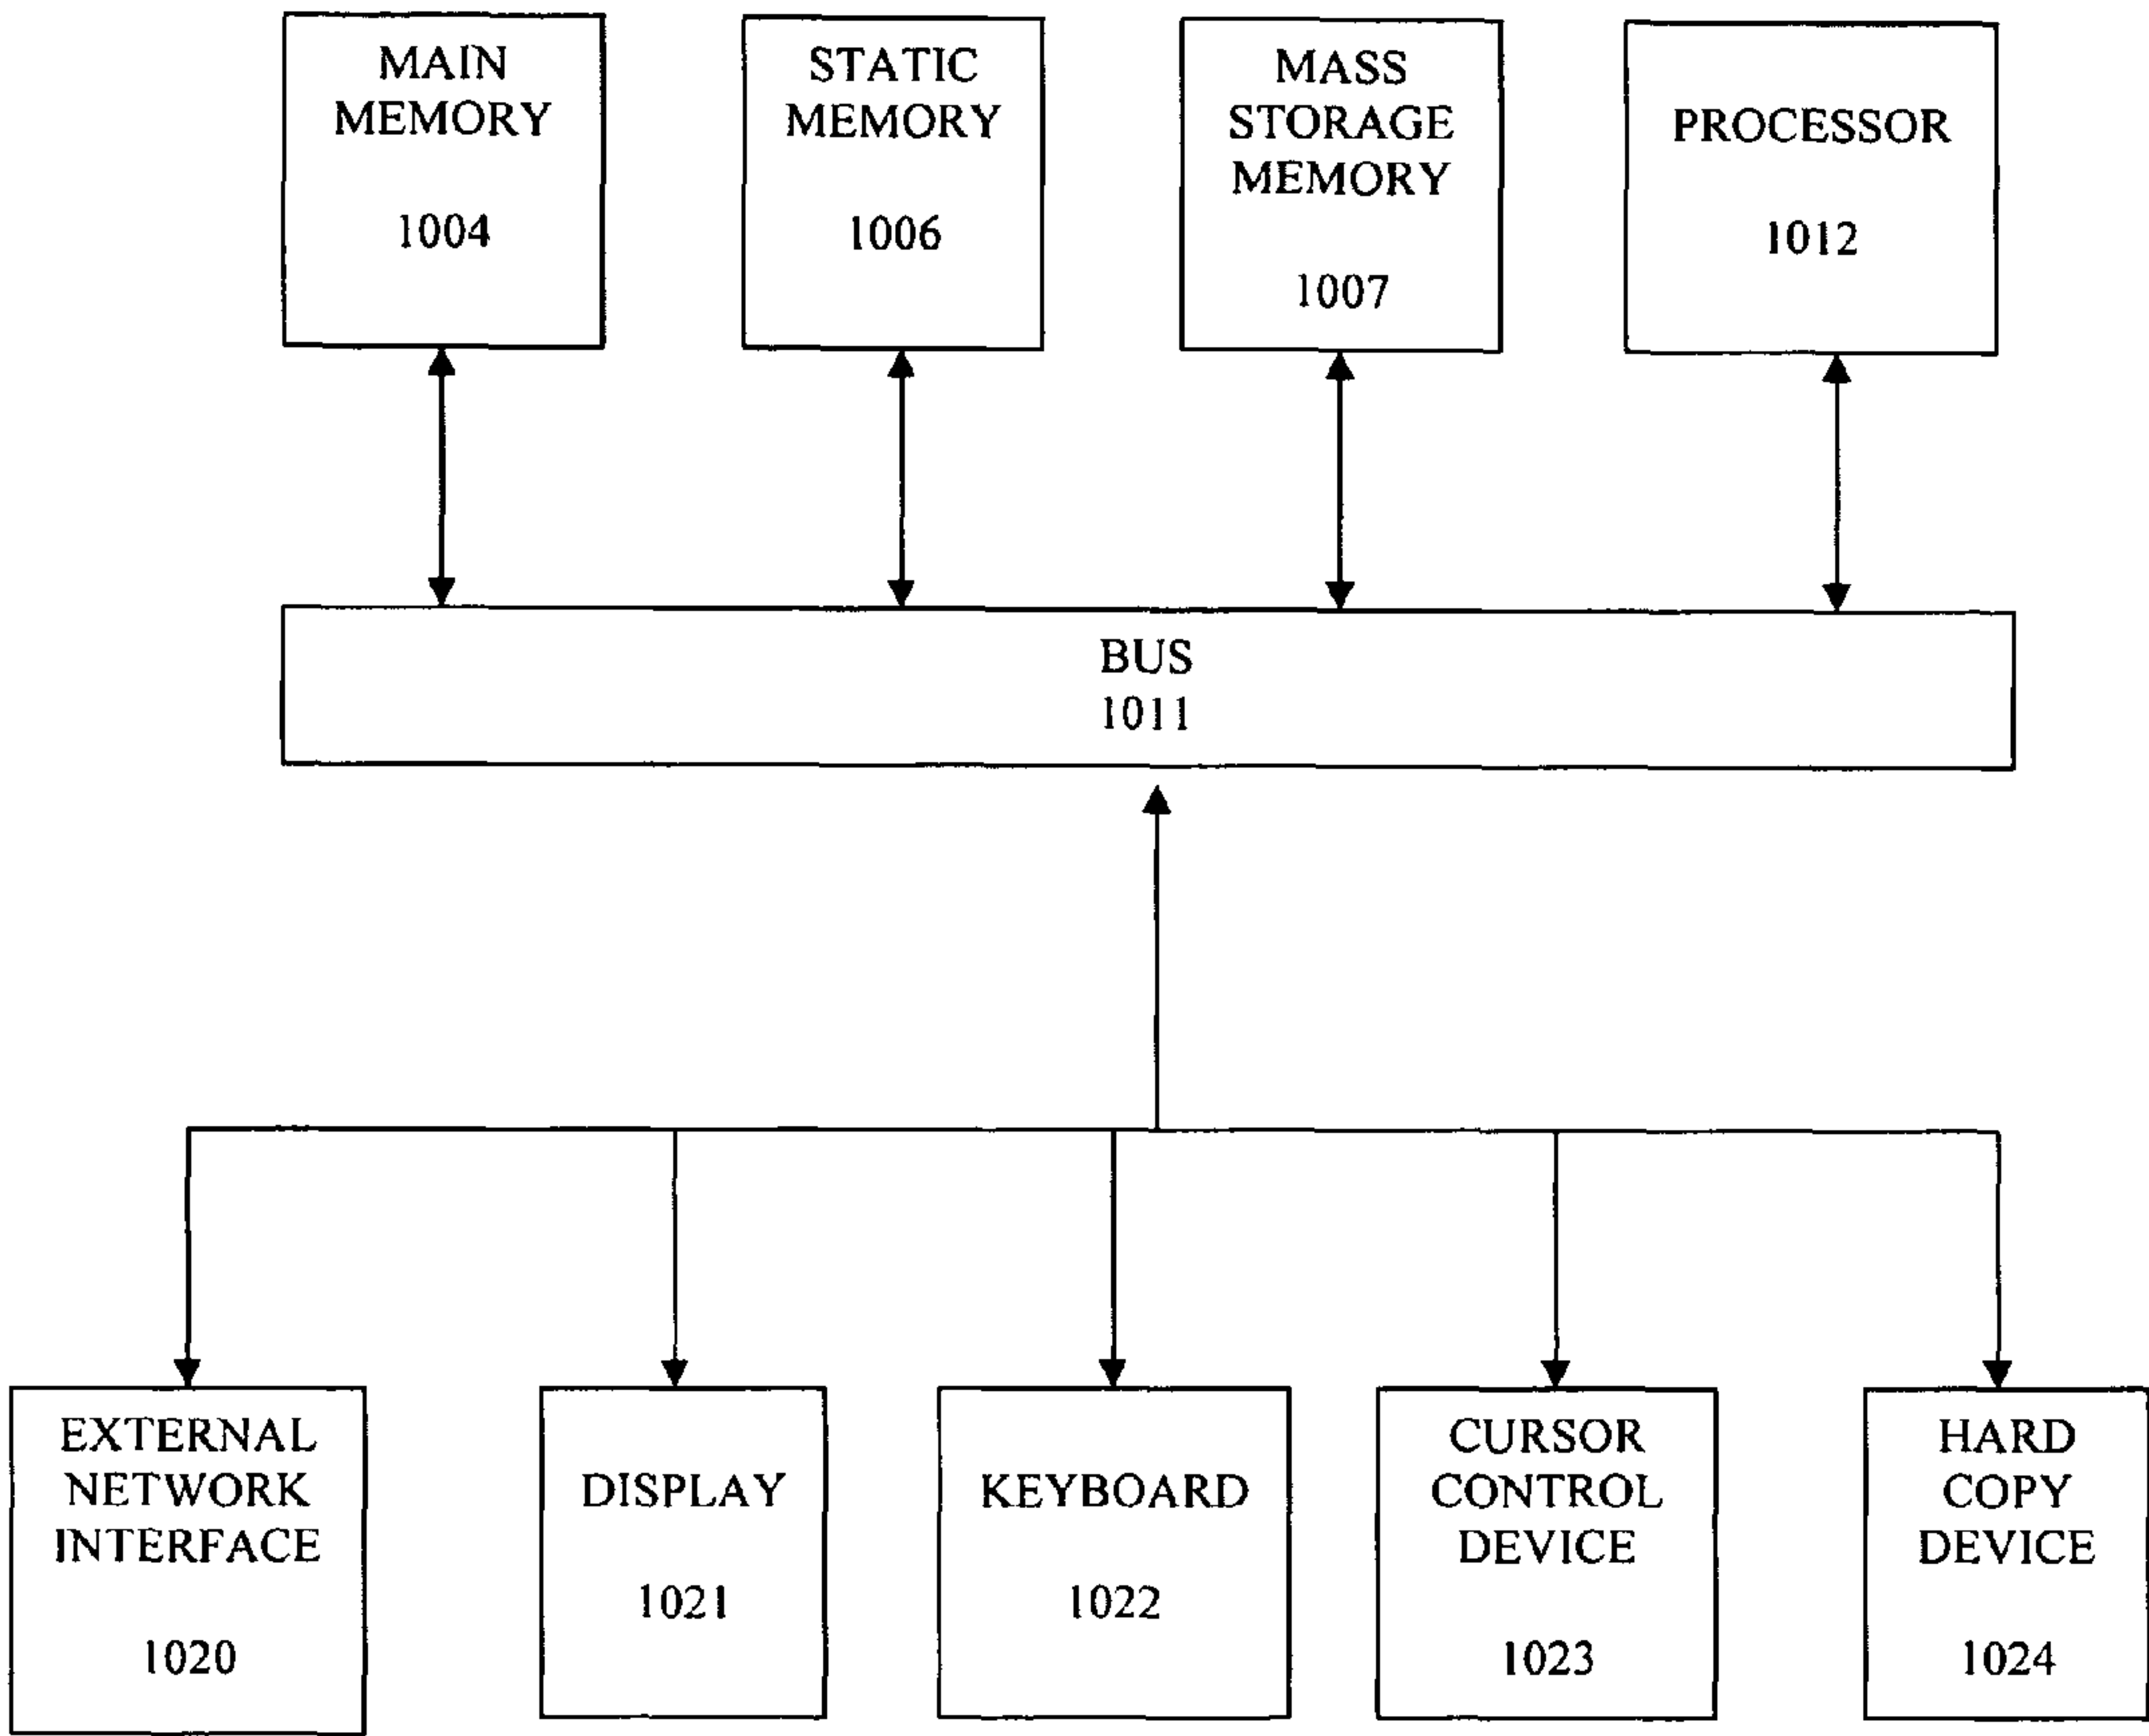 MAIN
MEMORY
1004
STATIC
MEMORY
1006
MASS
STORAGE
MEMORY
1007
PROCESSOR
1012
BUS
1011
EXTERNAL
NETWORK
INTERFACE
1020
DISPLAY
1021
KEYBOARD
1022
CURSOR
CONTROL
DEVICE
1023
HARD
COPY
DEVICE
1024